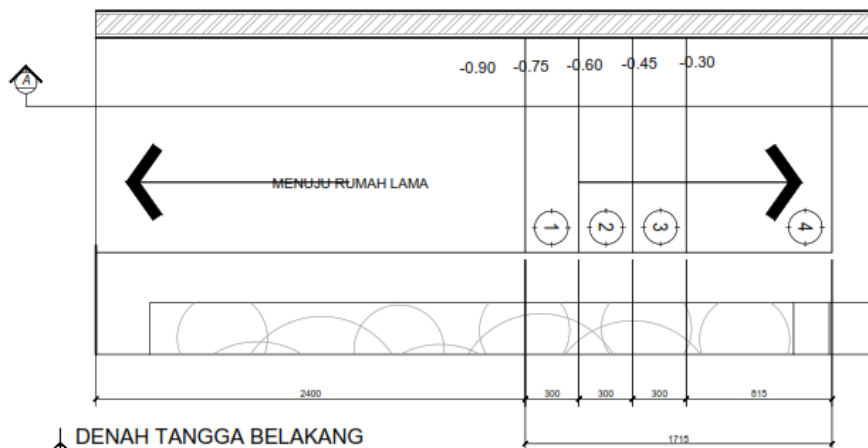 -0.90 -0.75 -0.60 -0.45 -0.30
A
MENUJU RUMAH LAMA
1 2 3 4
2400 300 300 300 815
1715
DENAH TANGGA BELAKANG